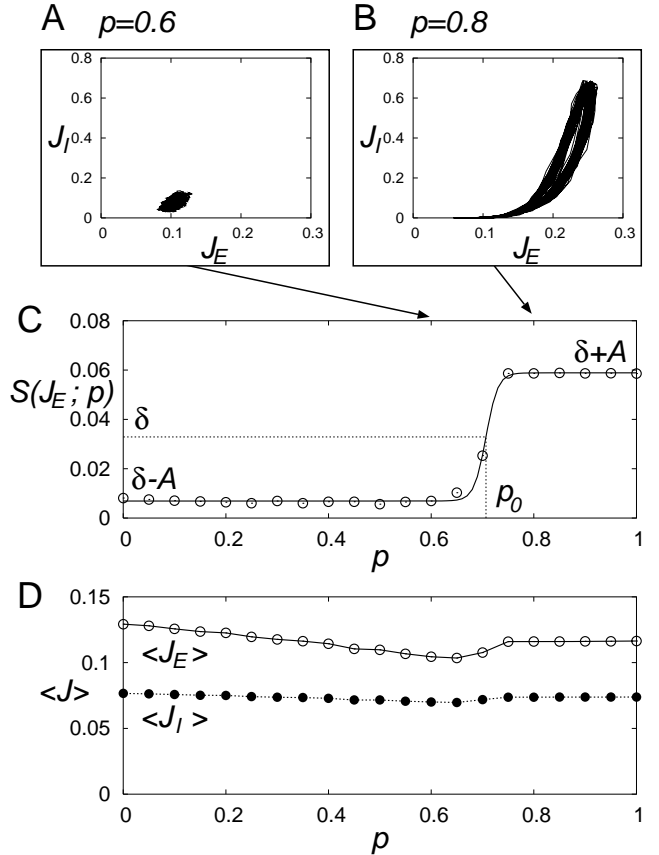 A p=0.6
B p=0.8
0.8
0.6
J_I
0.4
0.2
0
0 0.1 0.2 0.3
J_E
0.8
0.6
J_I
0.4
0.2
0
0 0.1 0.2 0.3
J_E
C
0.08
0.06
S(J_E; p)
0.04
0.02
0
δ+A
δ
δ-A
p_0
0 0.2 0.4 0.6 0.8 1
p
D
0.15
0.1
<J>
0.05
0
<J_E>
<J_I>
0 0.2 0.4 0.6 0.8 1
p